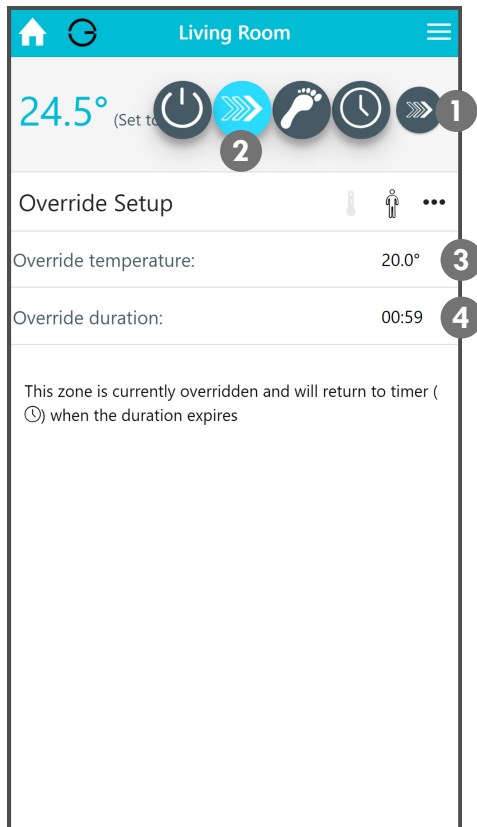 Living Room
24.5° (Set to
1
2
Override Setup
Override temperature: 20.0° 3
Override duration: 00:59 4
This zone is currently overridden and will return to timer (
) when the duration expires